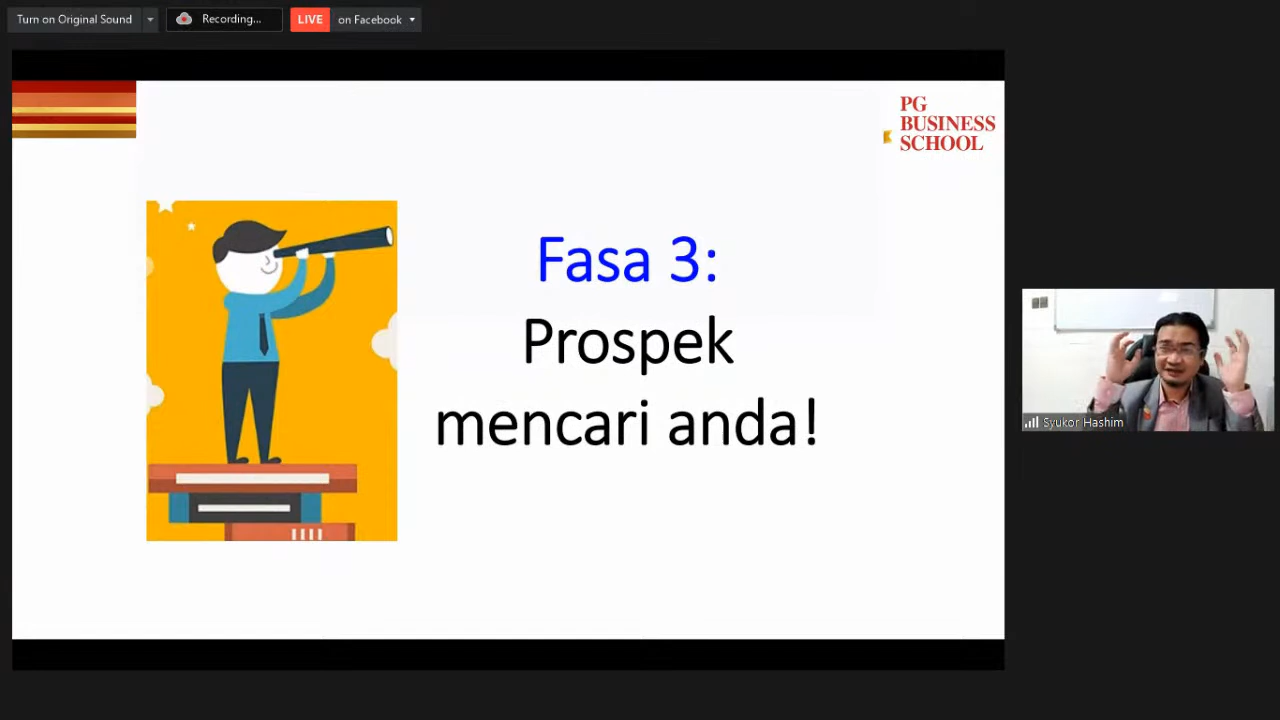 Turn on Original Sound
Recording...
LIVE on Facebook
PG
BUSINESS
SCHOOL
Fasa 3:
Prospek
mencari anda!
Syukor Hashim